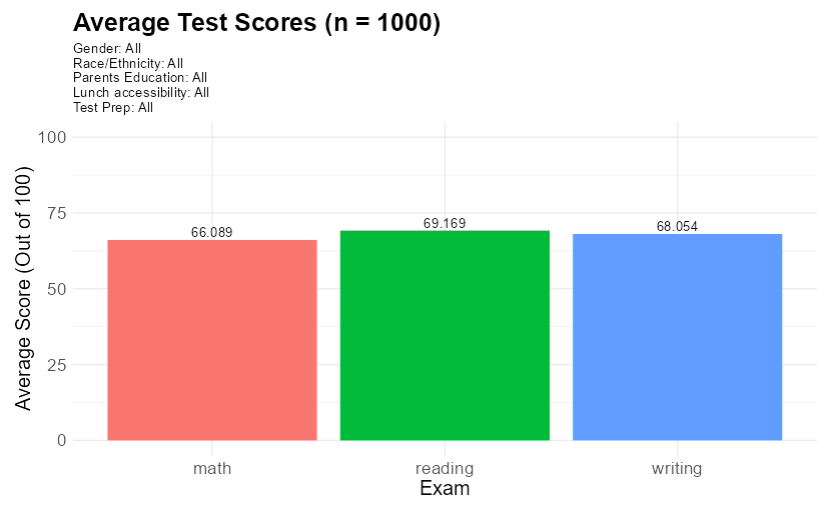 Average Test Scores (n = 1000)
Gender: All
Race/Ethnicity: All
Parents Education: All
Lunch accessibility: All
Test Prep: All
Average Score (Out of 100)
100
75
50
25
0
66.089
69.169
68.054
math
reading
writing
Exam